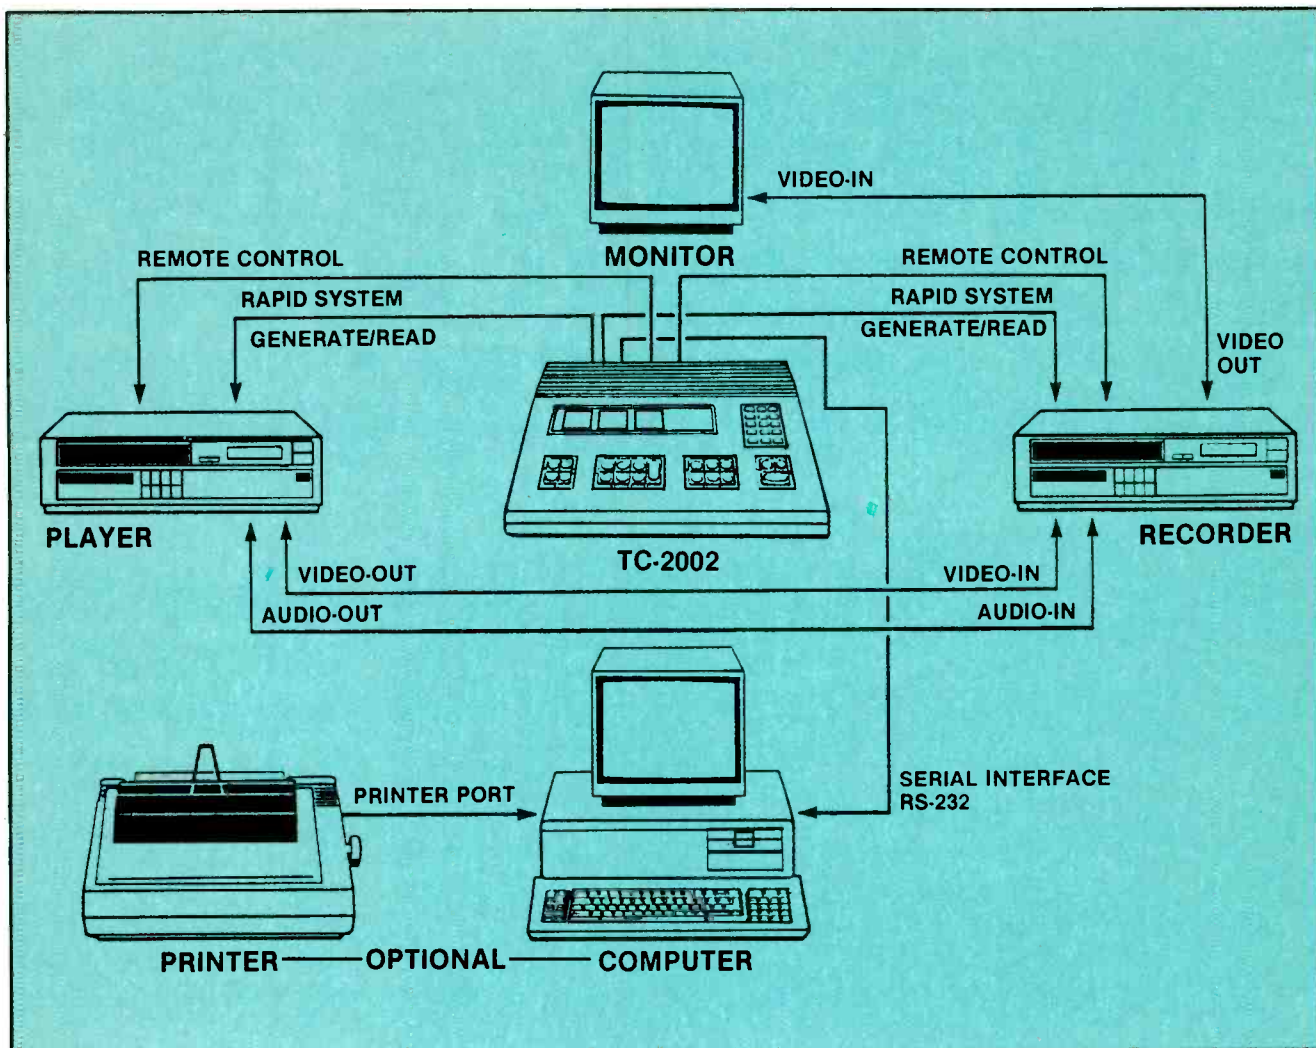 VIDEO-IN
MONITOR
REMOTE CONTROL
RAPID SYSTEM
GENERATE/READ
REMOTE CONTROL
RAPID SYSTEM
GENERATE/READ
VIDEO
OUT
PLAYER
TC-2002
RECORDER
VIDEO-OUT
VIDEO-IN
AUDIO-OUT
AUDIO-IN
PRINTER PORT
SERIAL INTERFACE
RS-232
PRINTER — OPTIONAL — COMPUTER